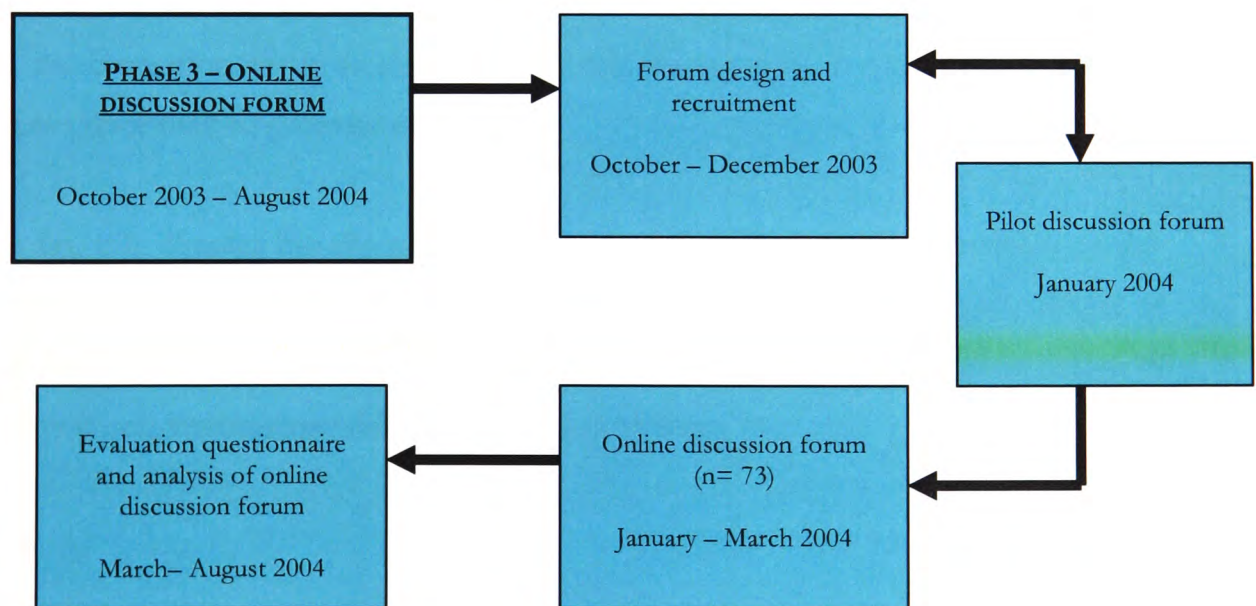 PHASE 3 – ONLINE
DISCUSSION FORUM
October 2003 – August 2004
Forum design and
recruitment
October – December 2003
Pilot discussion forum
January 2004
Online discussion forum
(n= 73)
January – March 2004
Evaluation questionnaire
and analysis of online
discussion forum
March– August 2004